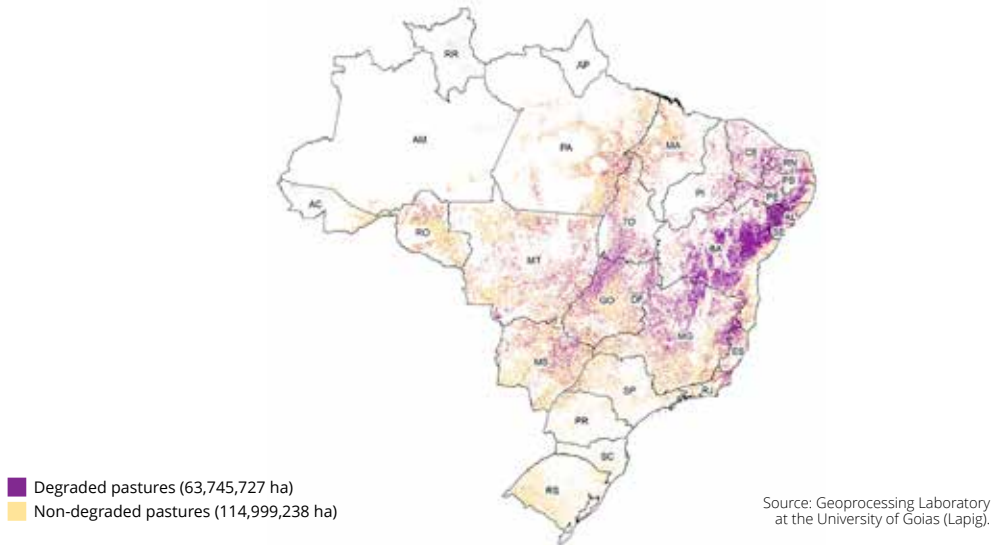 RR
AP
AM
PA
MA
CE
RN
PB
PI
PE
AL
SE
AC
TO
RO
BA
MT
GO
DF
MG
ES
MS
SP
RJ
PR
SC
RS
Degraded pastures (63,745,727 ha)
Non-degraded pastures (114,999,238 ha)
Source: Geoprocessing Laboratory
at the University of Goias (Lapig).